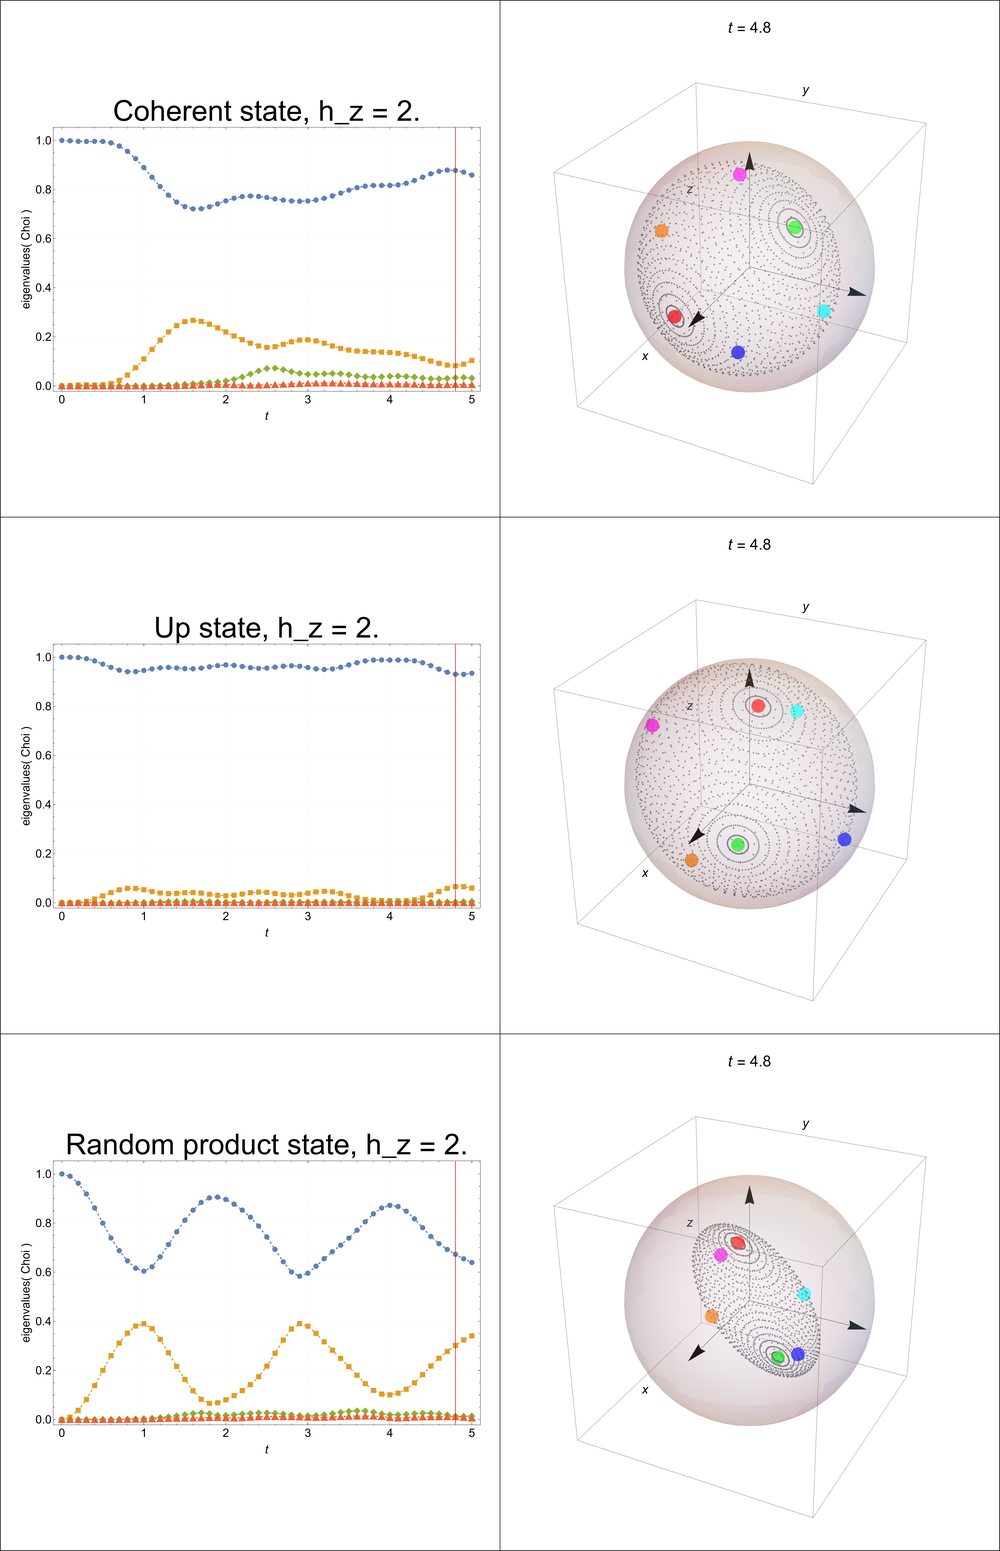 t = 4.8
Coherent state, h_z = 2.
1.0
0.8
0.6
0.4
0.2
0.0
eigenvalues( Choi )
0 1 2 3 4 5
t
y
z
x
t = 4.8
Up state, h_z = 2.
1.0
0.8
0.6
0.4
0.2
0.0
eigenvalues( Choi )
0 1 2 3 4 5
t
y
z
x
t = 4.8
Random product state, h_z = 2.
1.0
0.8
0.6
0.4
0.2
0.0
eigenvalues( Choi )
0 1 2 3 4 5
t
y
z
x